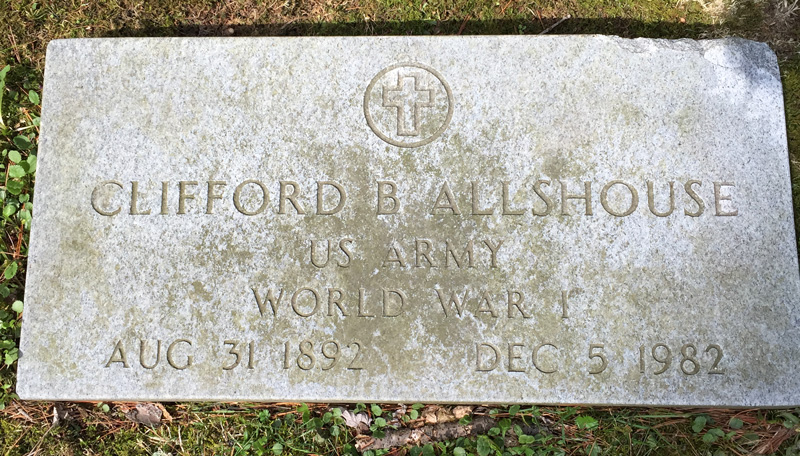 CLIFFORD B ALLSHOUSE
US ARMY
WORLD WAR I
AUG 31 1892 DEC 5 1982